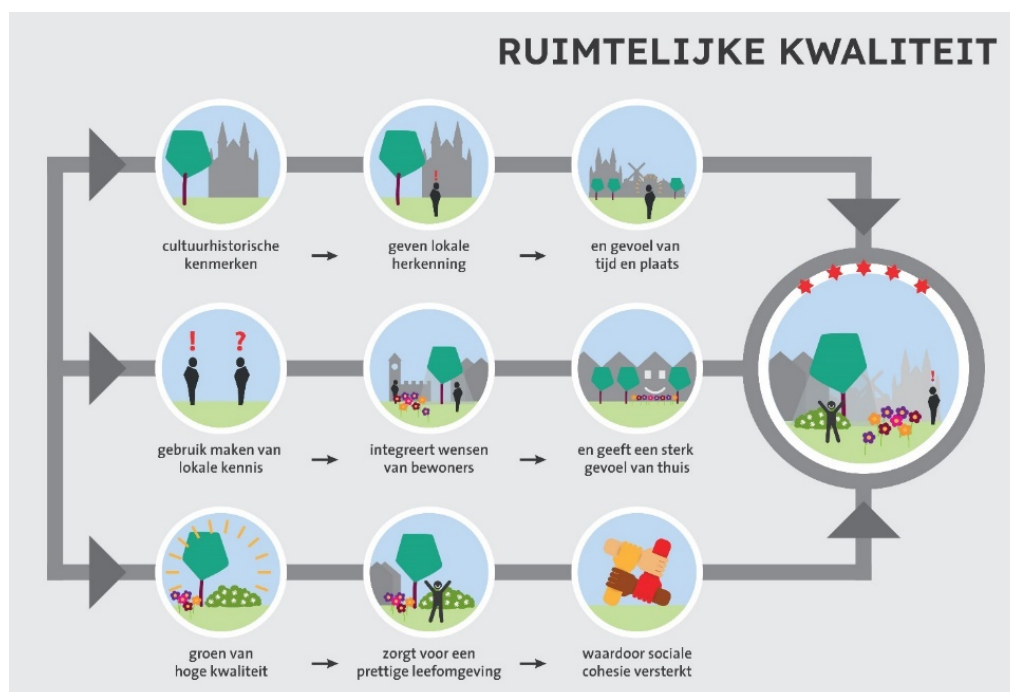 RUIMTELIJKE KWALITEIT
cultuurhistorische
kenmerken
geven lokale
herkenning
en gevoel van
tijd en plaats
!
!
! ?
gebruik maken van
lokale kennis
integreert wensen
van bewoners
en geeft een sterk
gevoel van thuis
groen van
hoge kwaliteit
zorgt voor een
prettige leefomgeving
waardoor sociale
cohesie versterkt